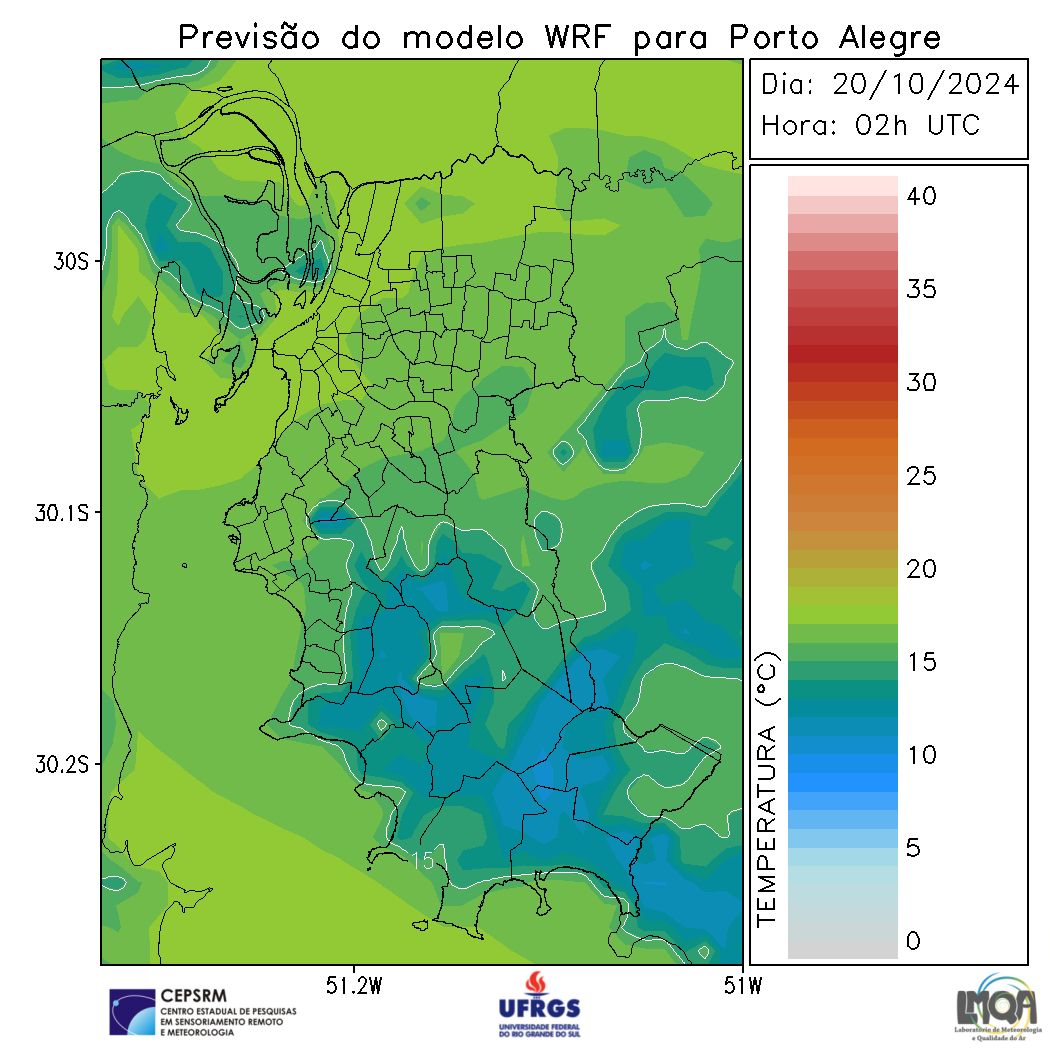 Previsão do modelo WRF para Porto Alegre
Dia: 20/10/2024
Hora: 02h UTC
40
35
30
25
20
15
10
5
0
TEMPERATURA (°C)
30S
30.1S
30.2S
15
51.2W
51W
CEPSRM
CENTRO ESTADUAL DE PESQUISAS
EM SENSORIAMENTO REMOTO
E METEOROLOGIA
UFRGS
UNIVERSIDADE FEDERAL
DO RIO GRANDE DO SUL
LMQA
Laboratório de Meteorologia
e Qualidade do Ar